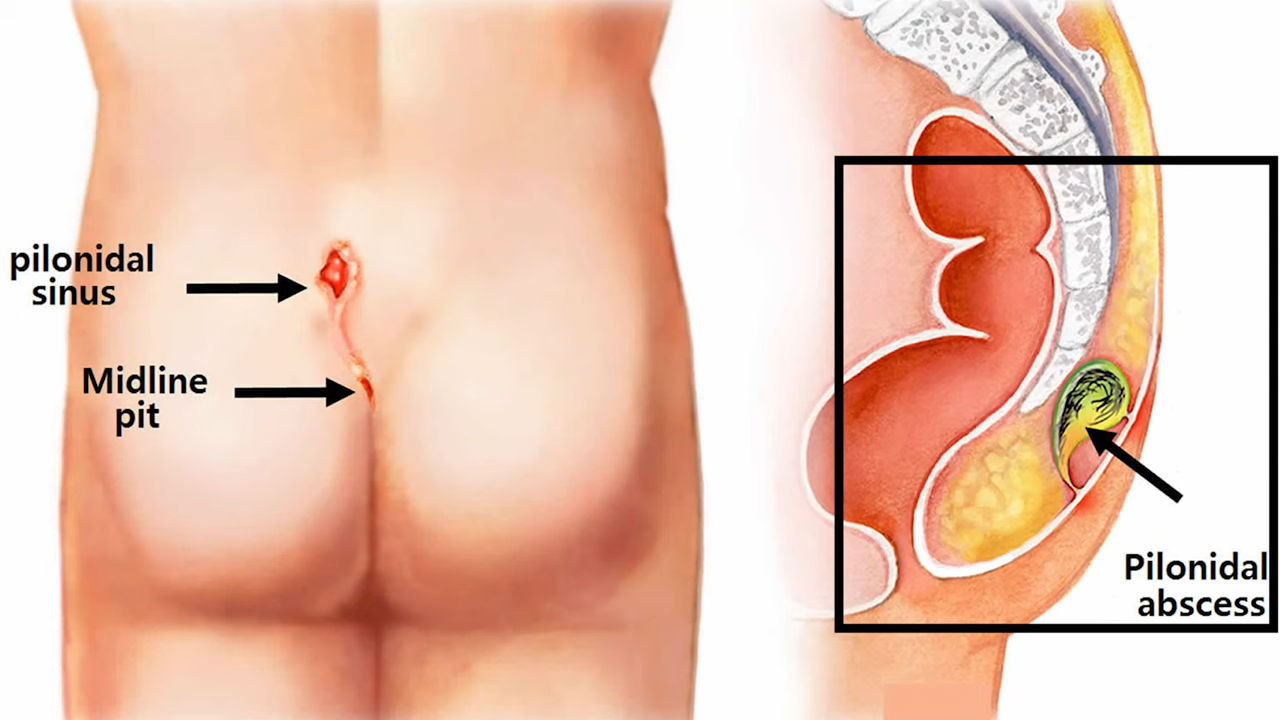 pilonidal
sinus
Midline
pit
Pilonidal
abscess